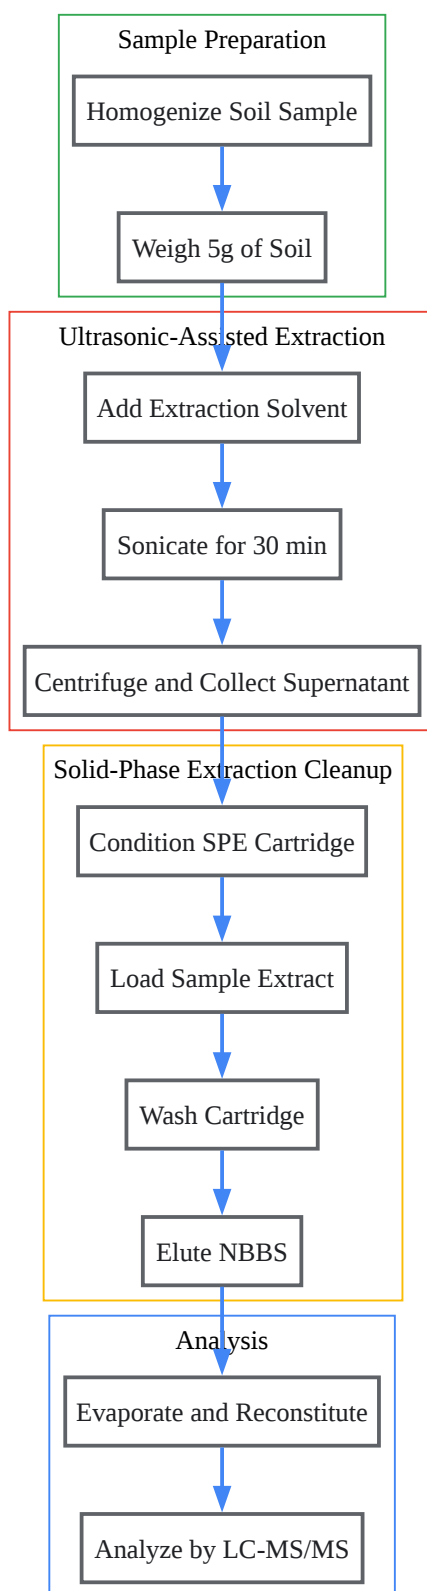 Sample Preparation
Homogenize Soil Sample
Weigh 5g of Soil
Ultrasonic-Assisted Extraction
Add Extraction Solvent
Sonicate for 30 min
Centrifuge and Collect Supernatant
Solid-Phase Extraction Cleanup
Condition SPE Cartridge
Load Sample Extract
Wash Cartridge
Elute NBBS
Analysis
Evaporate and Reconstitute
Analyze by LC-MS/MS